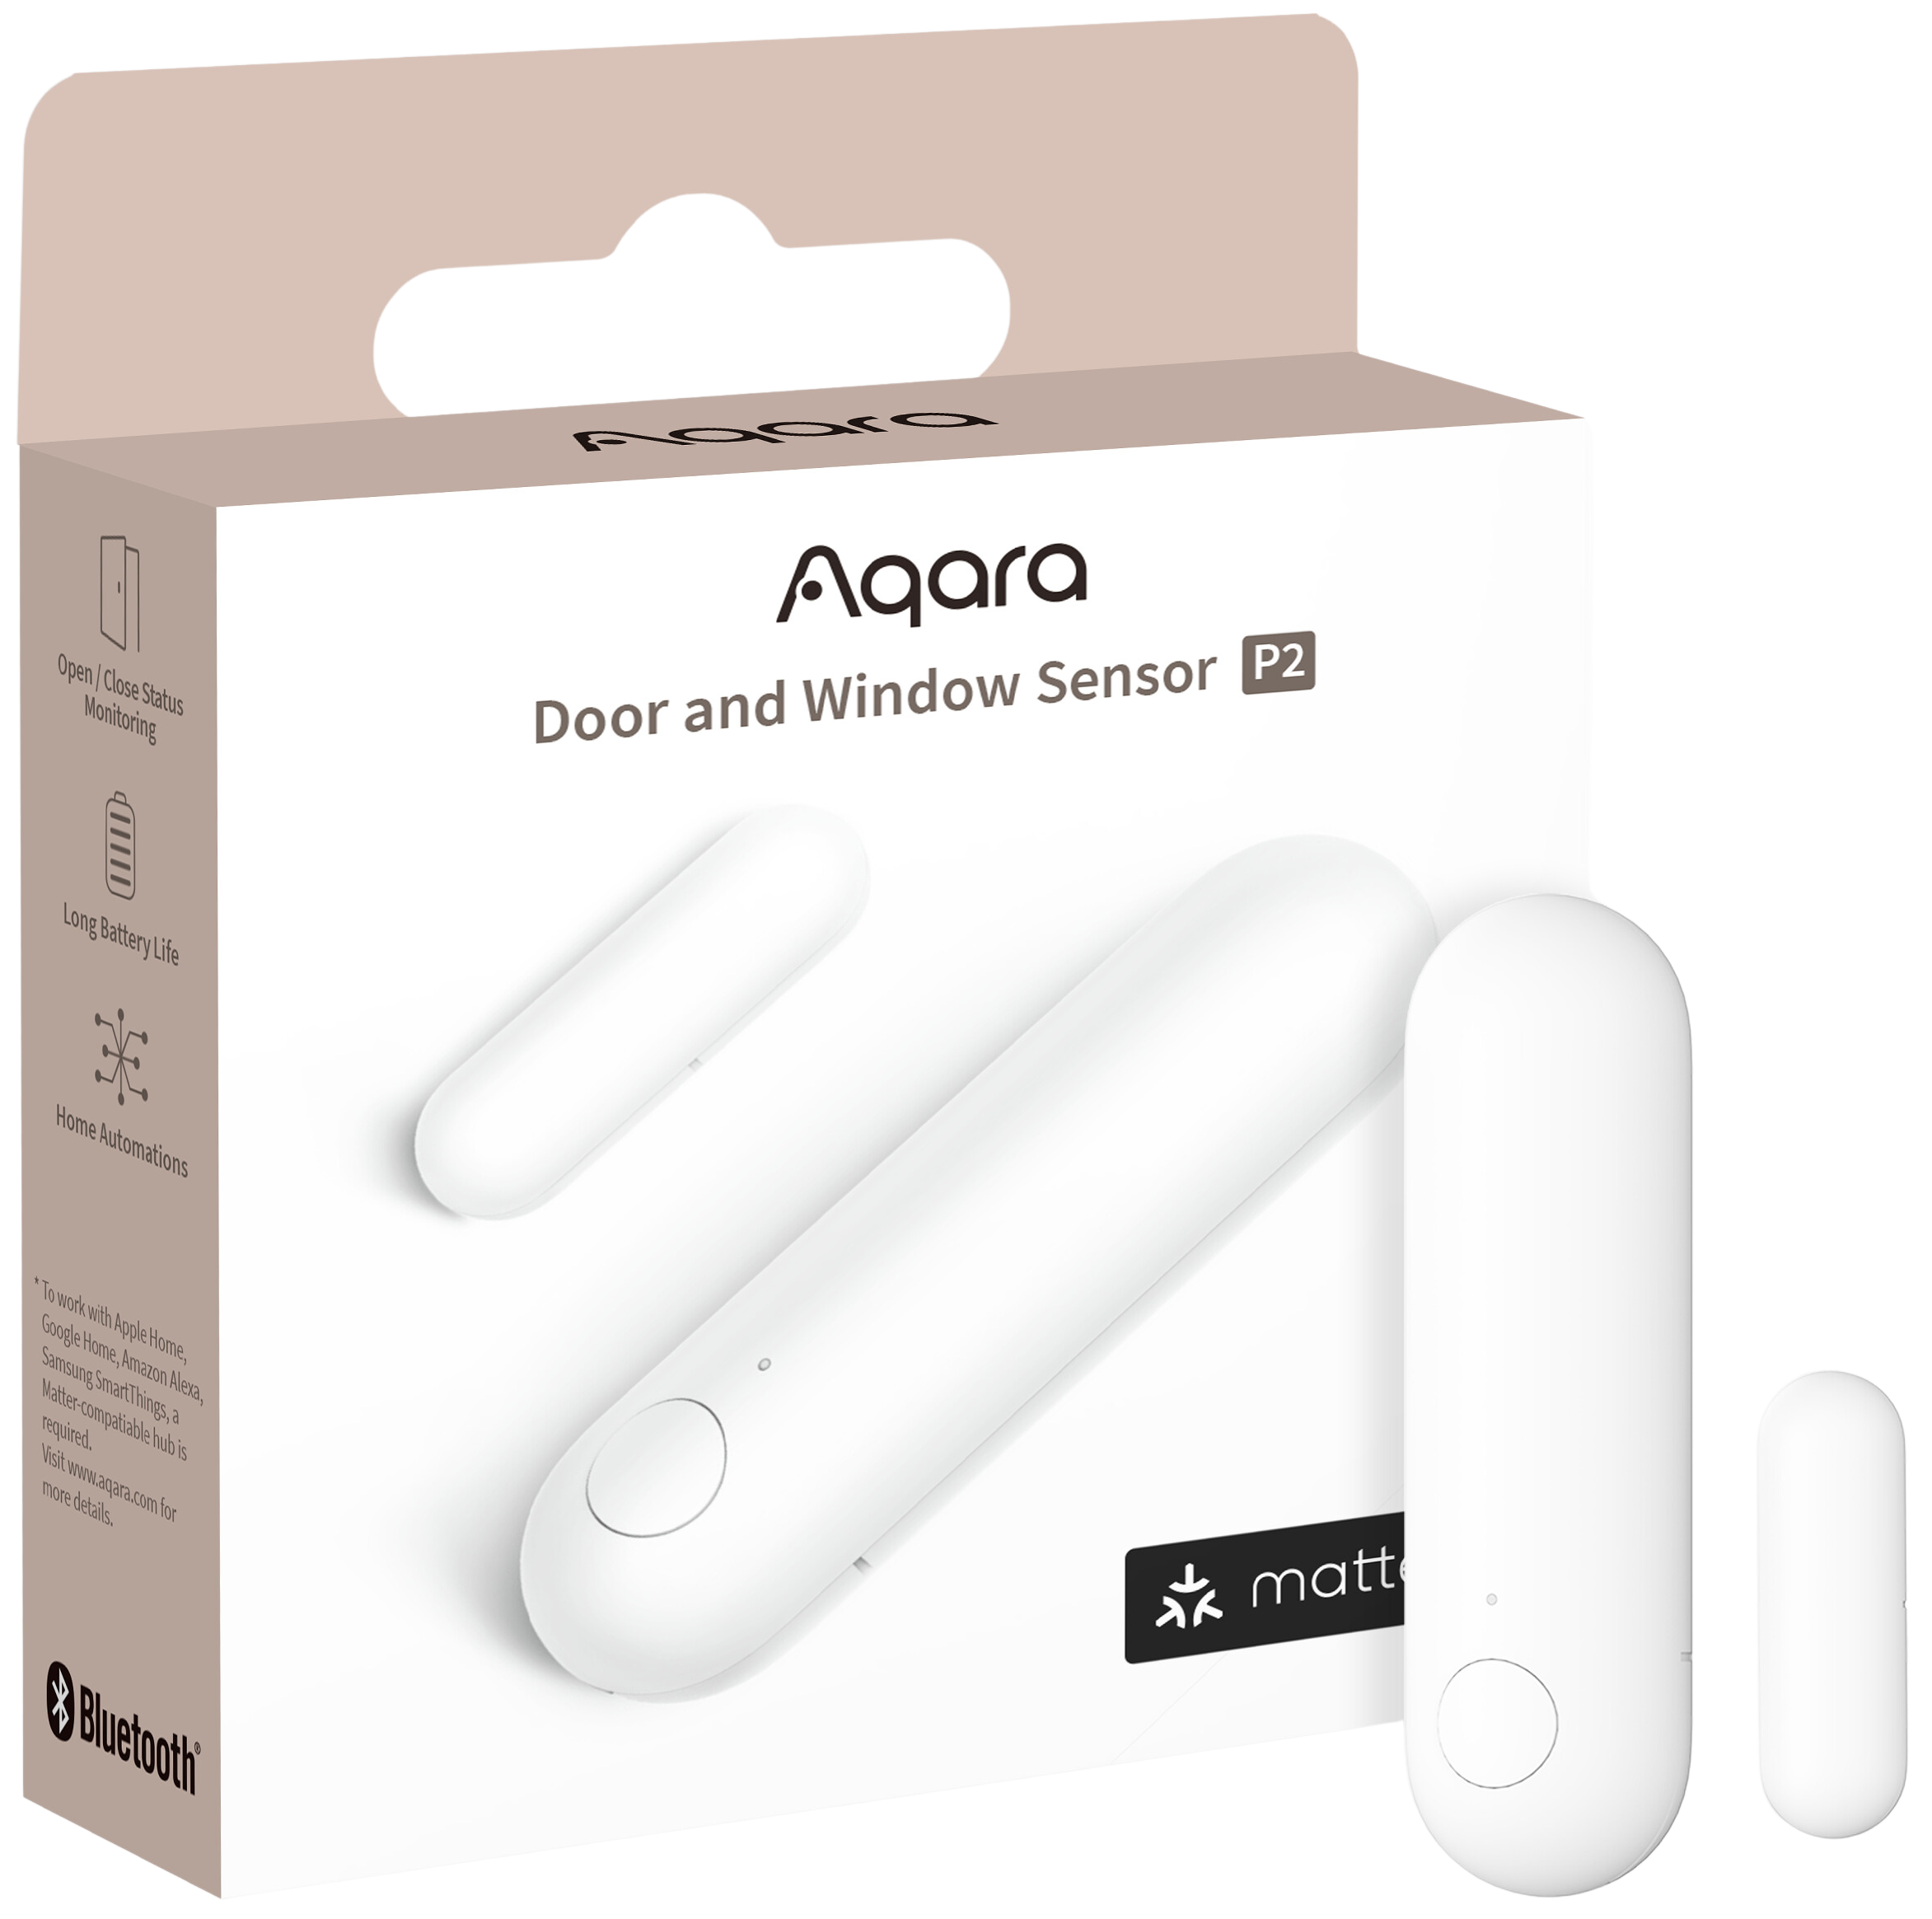 Aqara
Aqara
Door and Window Sensor P2
Open / Close Status
Monitoring
Long Battery Life
Home Automations
* To work with Apple Home,
Google Home, Amazon Alexa,
Samsung SmartThings, a
Matter-compatiable hub is
required.
Visit www.aqara.com for
more details.
Bluetooth®
matte